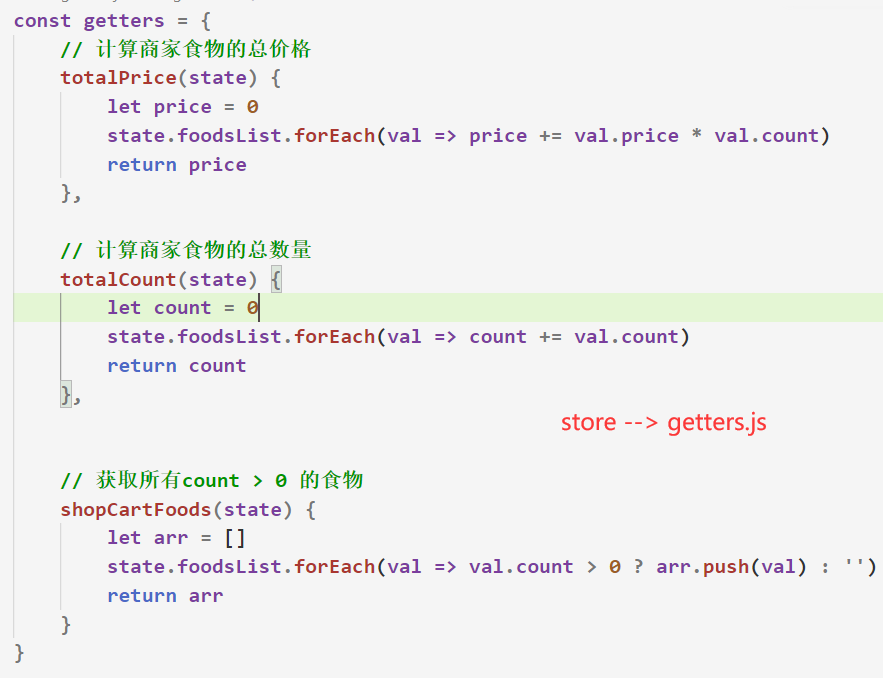 const getters = {
    // 计算商家食物的总价格
    totalPrice(state) {
        let price = 0
        state.foodsList.forEach(val => price += val.price * val.count)
        return price
    },
    // 计算商家食物的总数量
    totalCount(state) {
        let count = 0
        state.foodsList.forEach(val => count += val.count)
        return count
    },
store --> getters.js
    // 获取所有count > 0 的食物
    shopCartFoods(state) {
        let arr = []
        state.foodsList.forEach(val => val.count > 0 ? arr.push(val) : '')
        return arr
    }
}